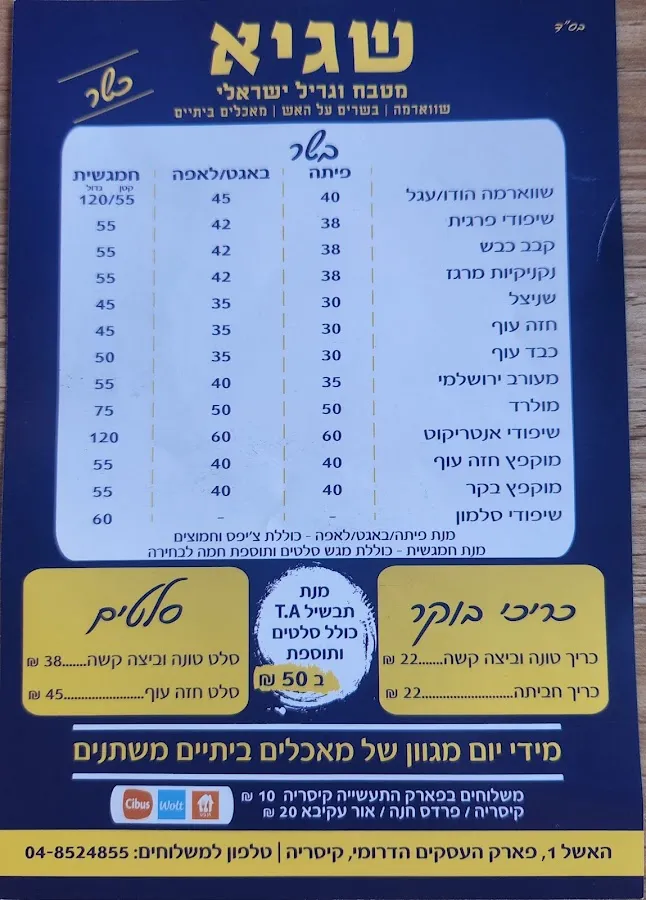 בס"ד
שגיא
מטבח וגריל ישראלי
שווארמה | בשרים על האש | מאכלים ביתיים
כשר
בשר
פיתה באגט/לאפה חמגשית
קטן גדול
שווארמה הודו/עגל 40 45 120/55
שיפודי פרגית 38 42 55
קבב כבש 38 42 55
נקניקיות מרגז 38 42 55
שניצל 30 35 45
חזה עוף 30 35 45
כבד עוף 30 35 50
מעורב ירושלמי 35 40 55
מולרד 50 50 75
שיפודי אנטריקוט 60 60 120
מוקפץ חזה עוף 40 40 55
מוקפץ בקר 40 40 55
שיפודי סלמון - - 60
מנת פיתה/באגט/לאפה - כוללת צ'יפס וחמוצים
מנת חמגשית - כוללת מגש סלטים ותוספת חמה לבחירה
כריכי בוקר
כריך טונה וביצה קשה.......22 ₪
כריך חביתה.......................22 ₪
מנת
תבשיל T.A
כולל סלטים
ותוספת
ב 50 ₪
סלטים
סלט טונה וביצה קשה......38 ₪
סלט חזה עוף....................45 ₪
מידי יום מגוון של מאכלים ביתיים משתנים
משלוחים בפארק התעשייה קיסריה 10 ₪
קיסריה / פרדס חנה / אור עקיבא 20 ₪
Cibus Wolt
האשל 1, פארק העסקים הדרומי, קיסריה | טלפון למשלוחים: 04-8524855